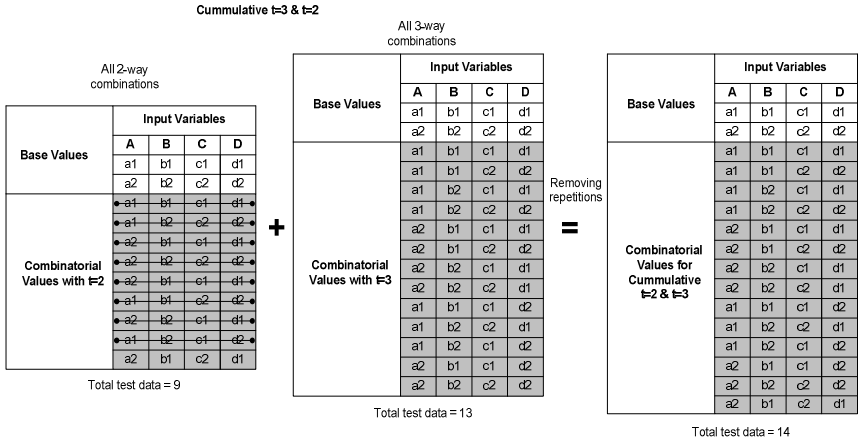 Cummulative t=3 & t=2
All 2-way
combinations
Input Variables
Base Values
A B C D
a1 b1 c1 d1
a2 b2 c2 d2
Combinatorial
Values with t=2
a1 b1 c1 d1
a1 b2 c2 d2
a2 b1 c1 d1
a2 b2 c2 d2
a2 b1 c1 d1
a1 b1 c2 d2
a2 b2 c1 d1
a1 b2 c1 d2
a2 b1 c2 d1
Total test data = 9
+
All 3-way
combinations
Input Variables
Base Values
A B C D
a1 b1 c1 d1
a2 b2 c2 d2
Combinatorial
Values with t=3
a1 b1 c1 d1
a1 b1 c2 d2
a1 b2 c1 d1
a1 b2 c2 d2
a2 b1 c1 d2
a2 b1 c2 d2
a2 b2 c1 d1
a2 b2 c2 d1
a1 b1 c1 d2
a1 b2 c2 d1
a1 b2 c1 d2
a2 b1 c1 d1
a2 b2 c2 d2
Total test data = 13
Removing
repetitions
=
Input Variables
Base Values
A B C D
a1 b1 c1 d1
a2 b2 c2 d2
Combinatorial
Values for
Cummulative
t=2 & t=3
a1 b1 c1 d1
a1 b1 c2 d2
a1 b2 c1 d1
a1 b2 c2 d2
a2 b1 c1 d2
a2 b1 c2 d2
a2 b2 c1 d1
a2 b2 c2 d1
a1 b1 c1 d2
a1 b2 c2 d1
a1 b2 c1 d2
a2 b1 c1 d1
a2 b2 c2 d2
a2 b1 c2 d1
Total test data = 14